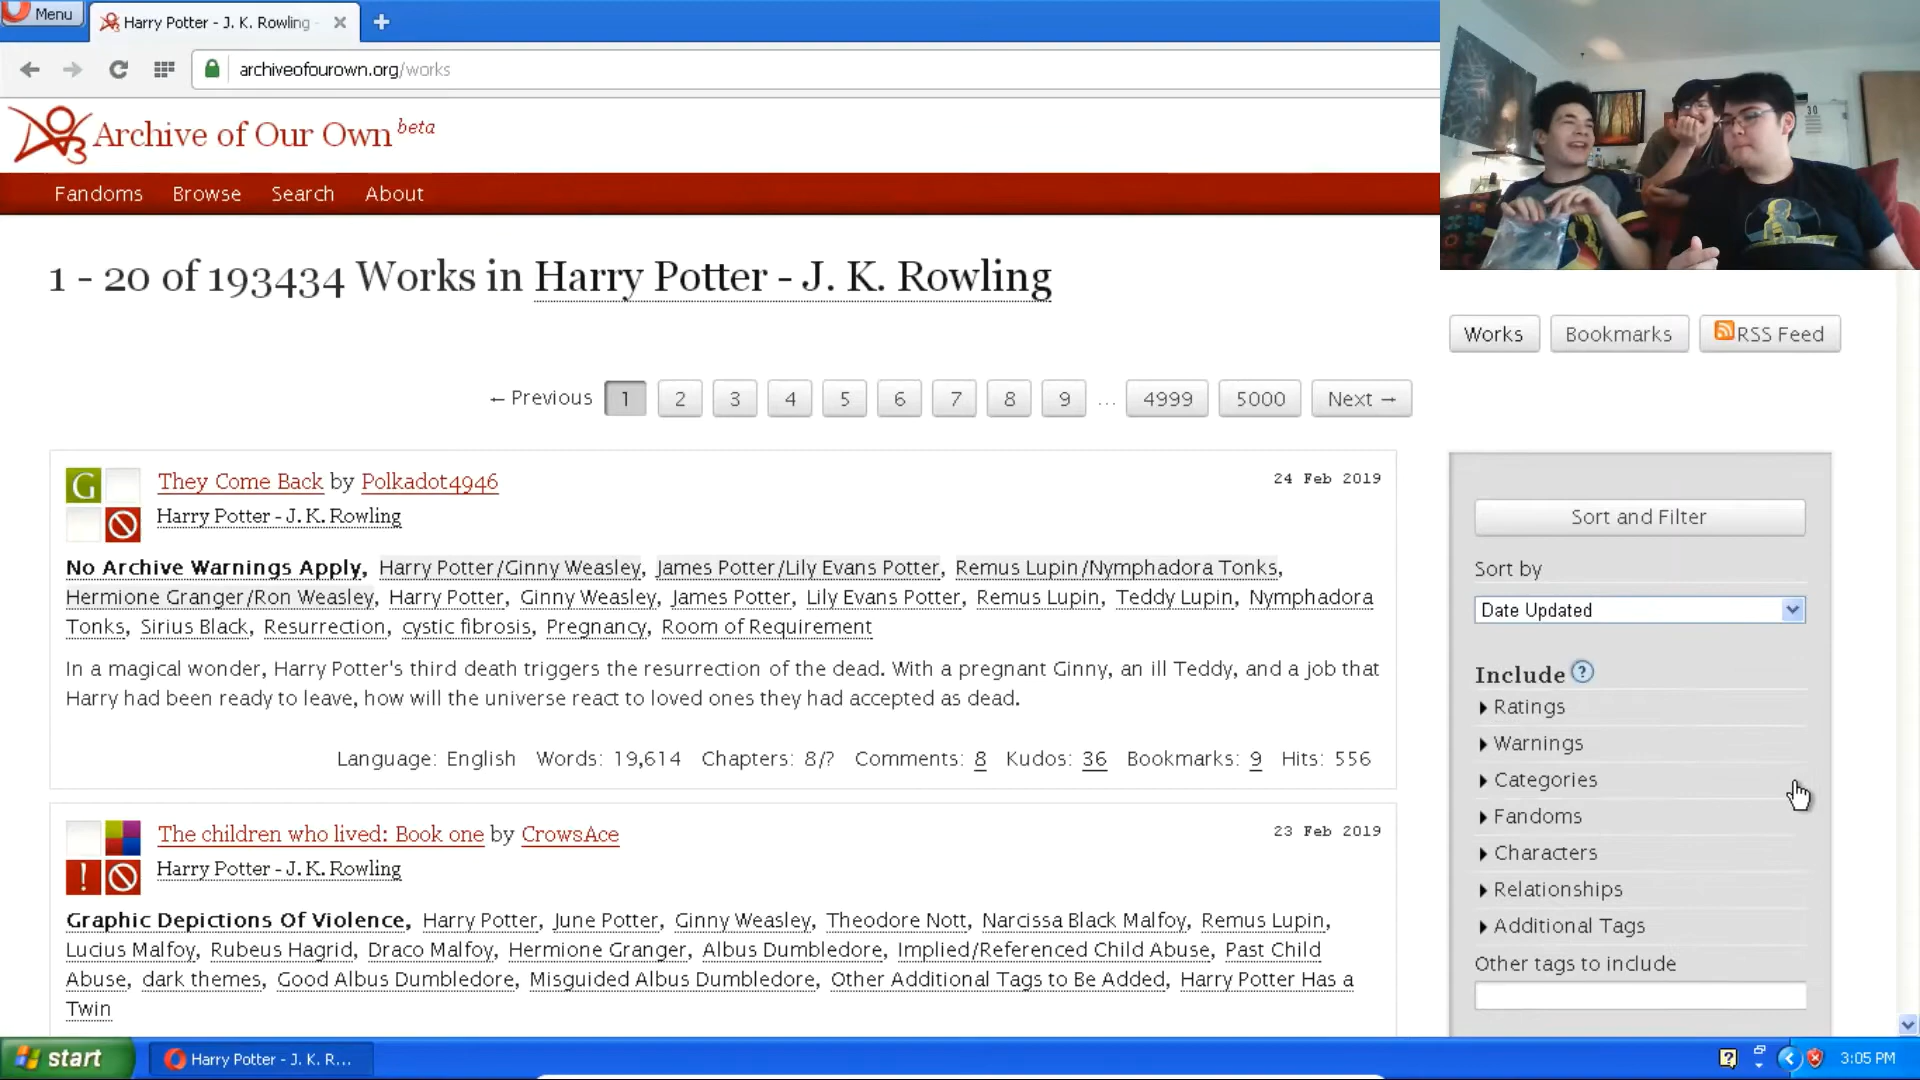 Menu
Harry Potter - J. K. Rowling -
archiveofourown.org/works
Archive of Our Own beta
Fandoms Browse Search About
1 - 20 of 193434 Works in Harry Potter - J. K. Rowling
Works Bookmarks RSS Feed
← Previous 1 2 3 4 5 6 7 8 9 … 4999 5000 Next →
G
They Come Back by Polkadot4946
24 Feb 2019
Harry Potter - J. K. Rowling
No Archive Warnings Apply, Harry Potter/Ginny Weasley, James Potter/Lily Evans Potter, Remus Lupin/Nymphadora Tonks,
Hermione Granger/Ron Weasley, Harry Potter, Ginny Weasley, James Potter, Lily Evans Potter, Remus Lupin, Teddy Lupin, Nymphadora
Tonks, Sirius Black, Resurrection, cystic fibrosis, Pregnancy, Room of Requirement
In a magical wonder, Harry Potter's third death triggers the resurrection of the dead. With a pregnant Ginny, an ill Teddy, and a job that
Harry had been ready to leave, how will the universe react to loved ones they had accepted as dead.
Language: English Words: 19,614 Chapters: 8/? Comments: 8 Kudos: 36 Bookmarks: 9 Hits: 556
The children who lived: Book one by CrowsAce
23 Feb 2019
!
Harry Potter - J. K. Rowling
Graphic Depictions Of Violence, Harry Potter, June Potter, Ginny Weasley, Theodore Nott, Narcissa Black Malfoy, Remus Lupin,
Lucius Malfoy, Rubeus Hagrid, Draco Malfoy, Hermione Granger, Albus Dumbledore, Implied/Referenced Child Abuse, Past Child
Abuse, dark themes, Good Albus Dumbledore, Misguided Albus Dumbledore, Other Additional Tags to Be Added, Harry Potter Has a
Twin
Sort and Filter
Sort by
Date Updated
Include ?
Ratings
Warnings
Categories
Fandoms
Characters
Relationships
Additional Tags
Other tags to include
start
Harry Potter - J. K. R...
?
3:05 PM
30